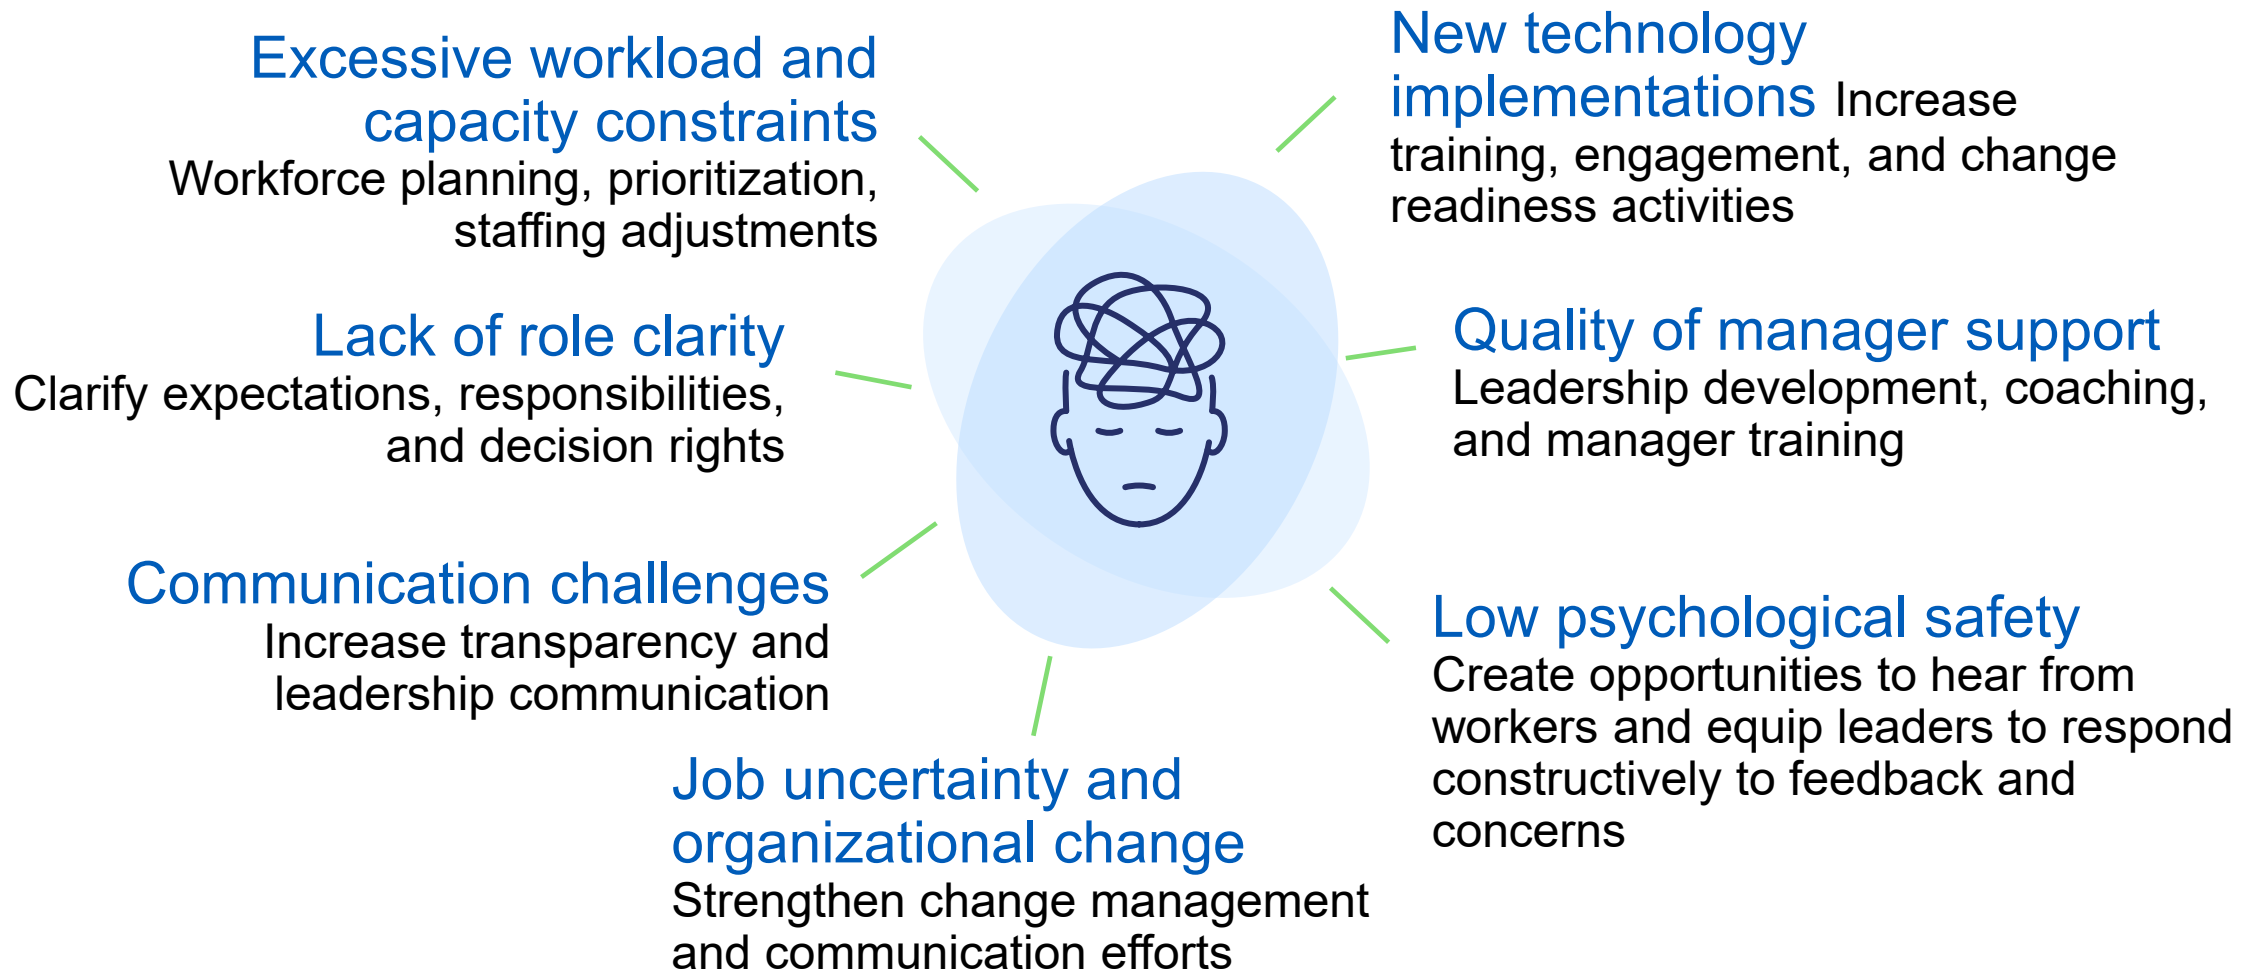 Excessive workload and
capacity constraints
Workforce planning, prioritization,
staffing adjustments
Lack of role clarity
Clarify expectations, responsibilities,
and decision rights
Communication challenges
Increase transparency and
leadership communication
Job uncertainty and
organizational change
Strengthen change management
and communication efforts
New technology
implementations Increase
training, engagement, and change
readiness activities
Quality of manager support
Leadership development, coaching,
and manager training
Low psychological safety
Create opportunities to hear from
workers and equip leaders to respond
constructively to feedback and
concerns